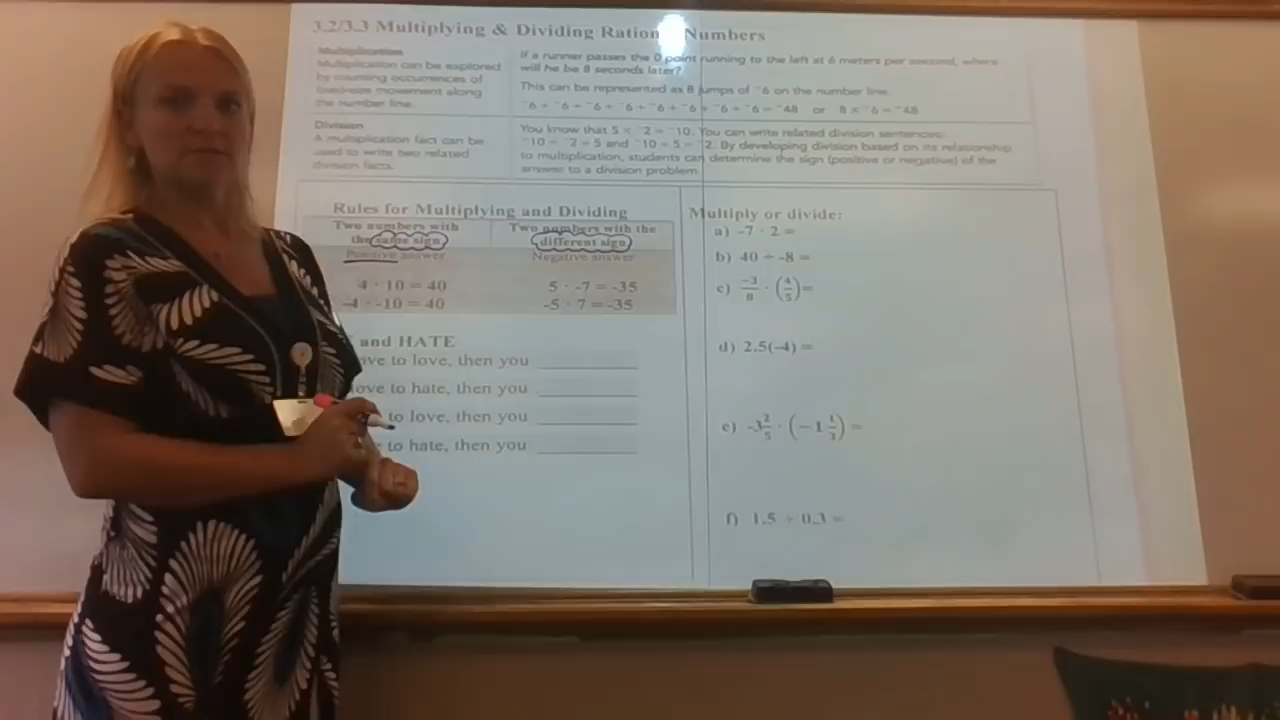 3.2/3.3 Multiplying & Dividing Rational Numbers
Multiplication
Multiplication can be explored
by counting occurrences of
fixed-size movement along
the number line.
If a runner passes the 0 point running to the left at 6 meters per second, where
will he be 8 seconds later?
This can be represented as 8 jumps of ⁻6 on the number line.
⁻6 + ⁻6 + ⁻6 + ⁻6 + ⁻6 + ⁻6 + ⁻6 + ⁻6 = ⁻48 or 8 × ⁻6 = ⁻48
Division
A multiplication fact can be
used to write two related
division facts.
You know that 5 × ⁻2 = ⁻10. You can write related division sentences:
⁻10 ÷ ⁻2 = 5 and ⁻10 ÷ 5 = ⁻2. By developing division based on its relationship
to multiplication, students can determine the sign (positive or negative) of the
answer to a division problem.
Rules for Multiplying and Dividing
Two numbers with
the same sign
Positive answer
4 · 10 = 40
-4 · -10 = 40
Two numbers with the
different sign
Negative answer
5 · -7 = -35
-5 · 7 = -35
and HATE
to love, then you ________
to hate, then you ________
to love, then you ________
to hate, then you ________
Multiply or divide:
a) -7 · 2 =
b) 40 ÷ -8 =
c) -3/8 · (4/5) =
d) 2.5(-4) =
e) -3 2/5 · (-1 1/3) =
f) 1.5 ÷ 0.3 =